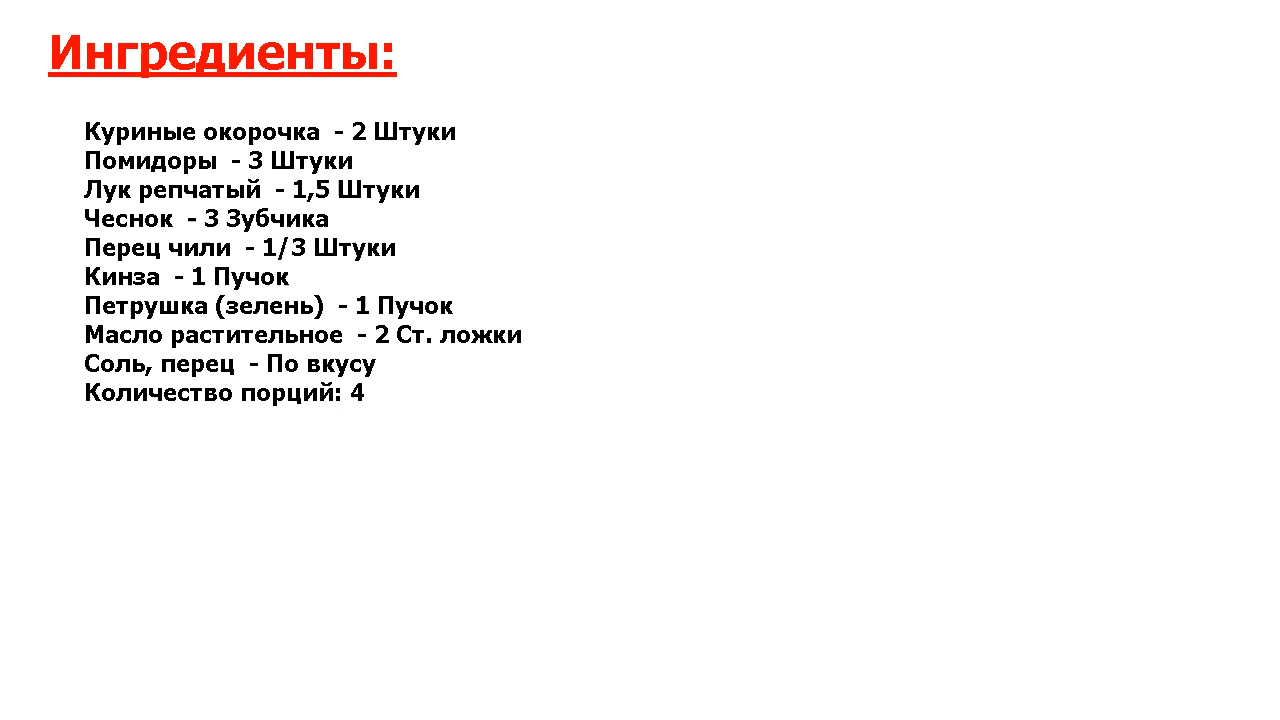 Ингредиенты:
Куриные окорочка - 2 Штуки
Помидоры - 3 Штуки
Лук репчатый - 1,5 Штуки
Чеснок - 3 Зубчика
Перец чили - 1/3 Штуки
Кинза - 1 Пучок
Петрушка (зелень) - 1 Пучок
Масло растительное - 2 Ст. ложки
Соль, перец - По вкусу
Количество порций: 4